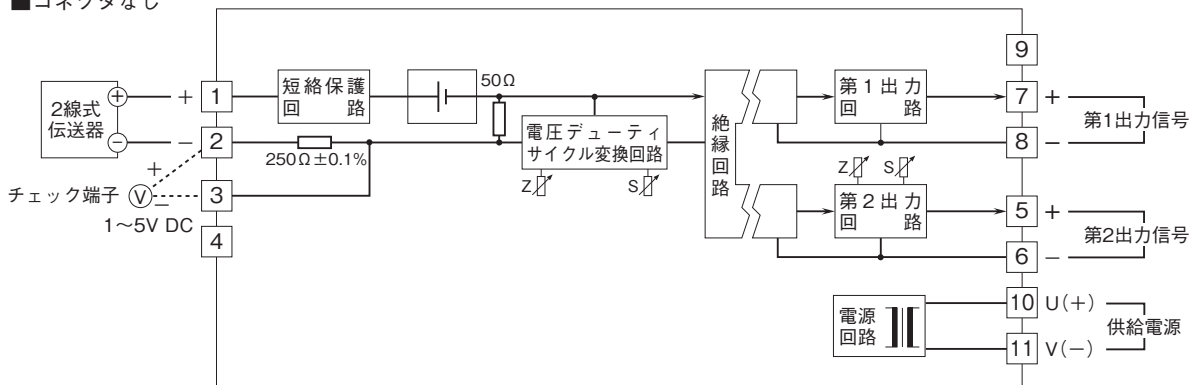 ■コネクタなし
2線式
伝送器
+
−
+ 1
− 2
3
4
+
−
チェック端子 V
1〜5V DC
短絡保護
回路
250Ω±0.1%
50Ω
電圧デューティ
サイクル変換回路
Z
S
絶縁回路
第1出力
回路
Z
S
第2出力
回路
電源
回路
9
7 +
第1出力信号
8 −
5 +
第2出力信号
6 −
10 U(+)
供給電源
11 V(−)